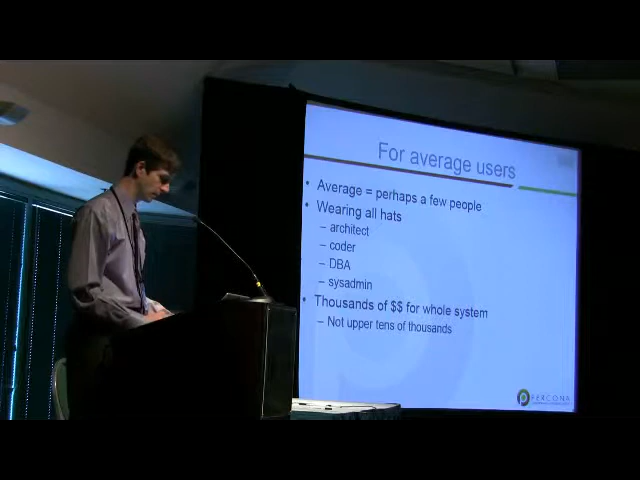 For average users
• Average = perhaps a few people
• Wearing all hats
– architect
– coder
– DBA
– sysadmin
• Thousands of $$ for whole system
– Not upper tens of thousands
PERCONA